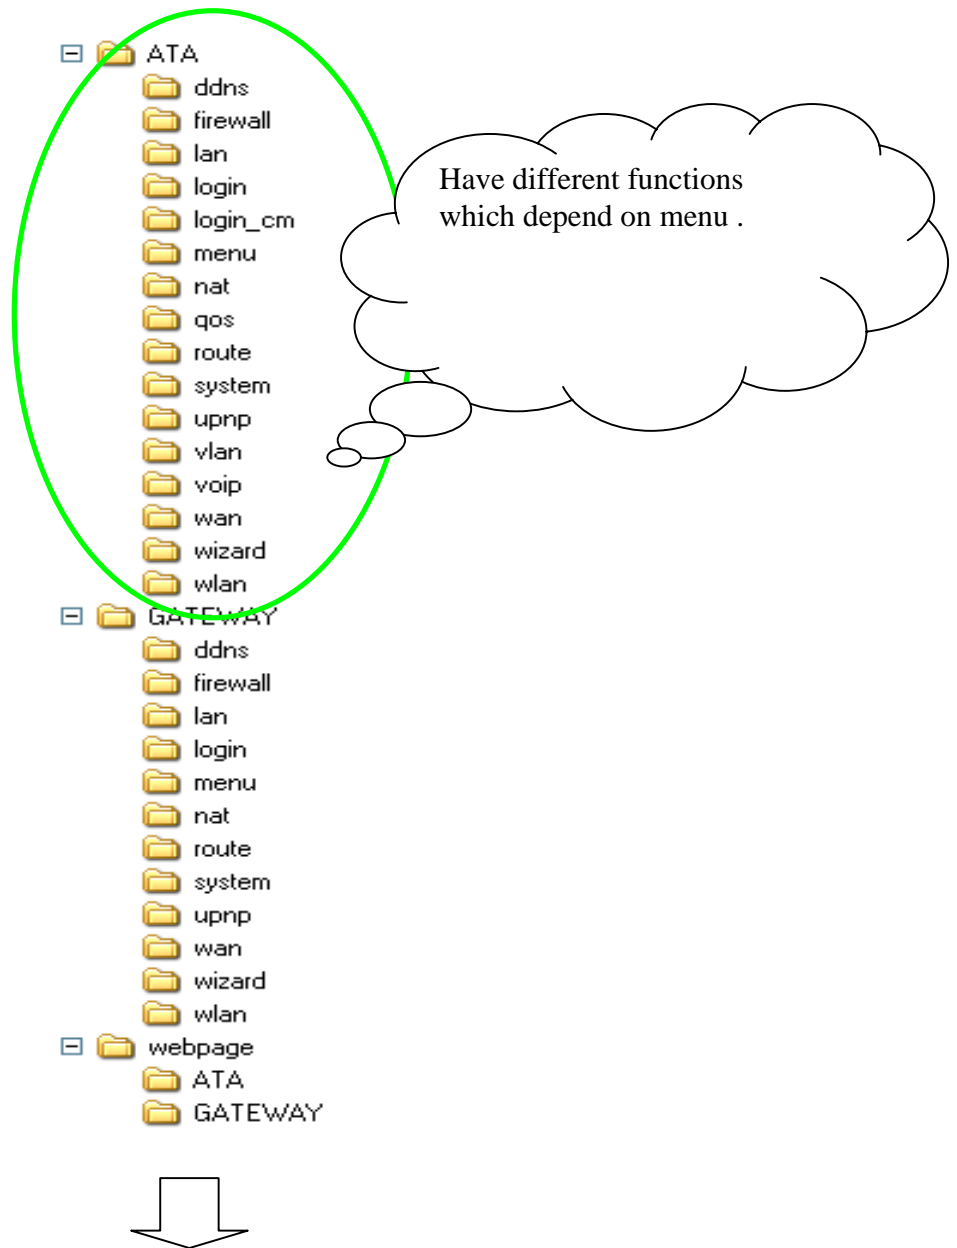 ATA
ddns
firewall
lan
login
login_cm
menu
nat
qos
route
system
upnp
vlan
voip
wan
wizard
wlan
Have different functions
which depend on menu .
GATEWAY
ddns
firewall
lan
login
menu
nat
route
system
upnp
wan
wizard
wlan
webpage
ATA
GATEWAY